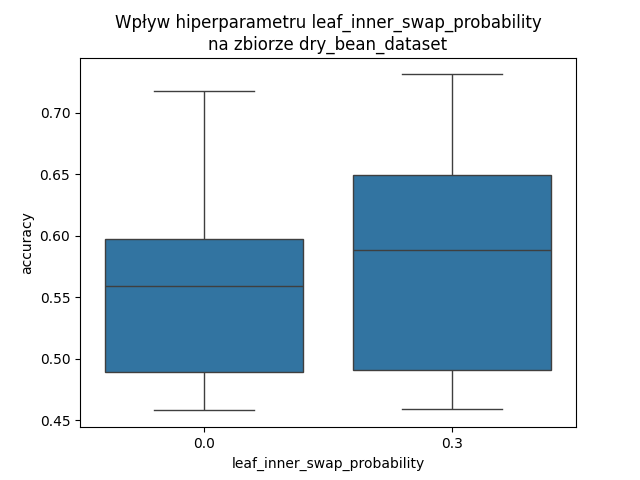 Wpływ hiperparametru leaf_inner_swap_probability
na zbiorze dry_bean_dataset
0.70
0.65
0.60
0.55
0.50
0.45
accuracy
0.0 0.3
leaf_inner_swap_probability